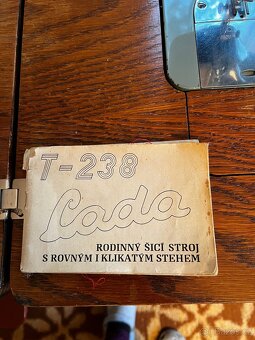 T-238
Lada
RODINNÝ ŠICÍ STROJ
S ROVNÝM I KLIKATÝM STEHEM